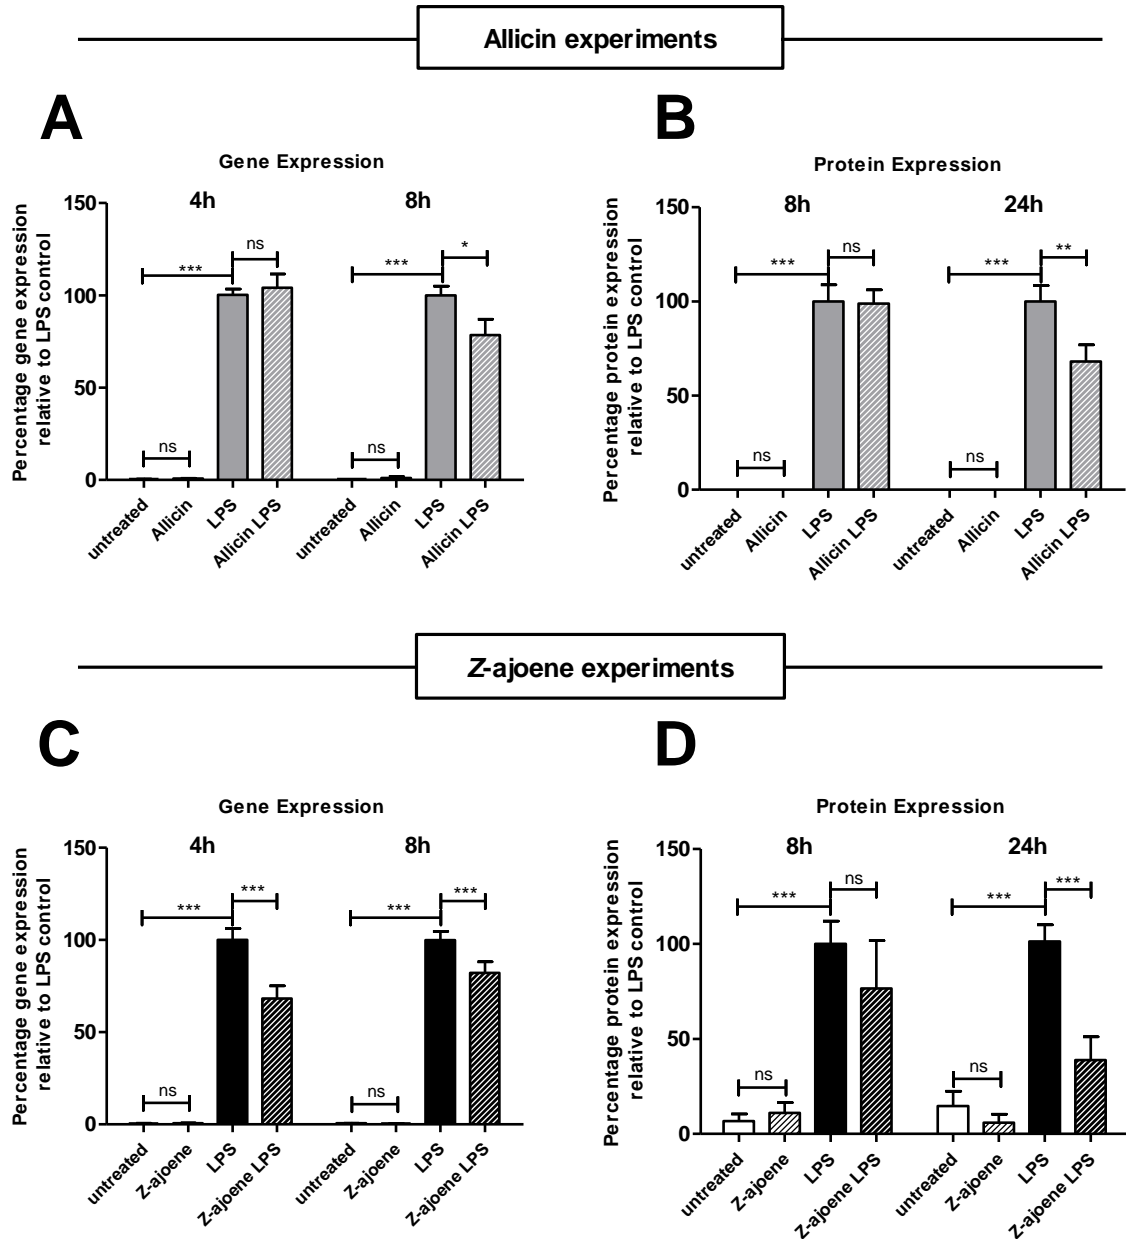 Allicin experiments
A
Gene Expression
Percentage gene expression
relative to LPS control
150
100
50
0
4h
8h
***
ns
ns
***
*
ns
untreated
Allicin
LPS
Allicin LPS
untreated
Allicin
LPS
Allicin LPS
B
Protein Expression
Percentage protein expression
relative to LPS control
150
100
50
0
8h
24h
***
ns
ns
***
**
ns
untreated
Allicin
LPS
Allicin LPS
untreated
Allicin
LPS
Allicin LPS
Z-ajoene experiments
C
Gene Expression
Percentage gene expression
relative to LPS control
150
100
50
0
4h
8h
***
***
ns
***
***
ns
untreated
Z-ajoene
LPS
Z-ajoene LPS
untreated
Z-ajoene
LPS
Z-ajoene LPS
D
Protein Expression
Percentage protein expression
relative to LPS control
150
100
50
0
8h
24h
***
ns
ns
***
***
ns
untreated
Z-ajoene
LPS
Z-ajoene LPS
untreated
Z-ajoene
LPS
Z-ajoene LPS